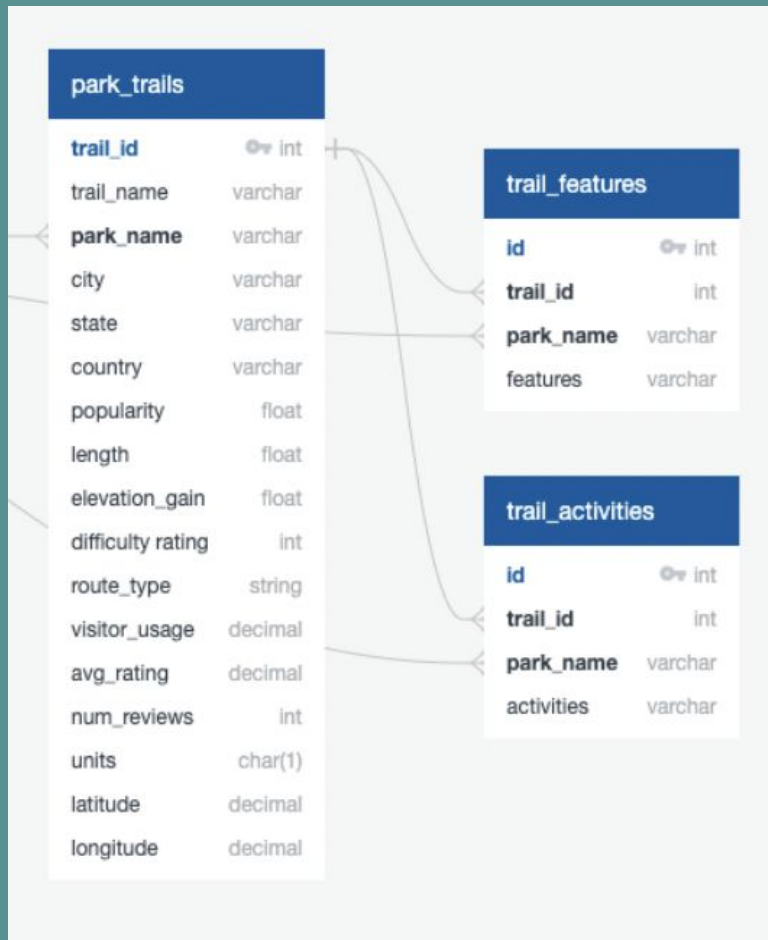 park_trails
trail_id int
trail_name varchar
park_name varchar
city varchar
state varchar
country varchar
popularity float
length float
elevation_gain float
difficulty rating int
route_type string
visitor_usage decimal
avg_rating decimal
num_reviews int
units char(1)
latitude decimal
longitude decimal
trail_features
id int
trail_id int
park_name varchar
features varchar
trail_activities
id int
trail_id int
park_name varchar
activities varchar